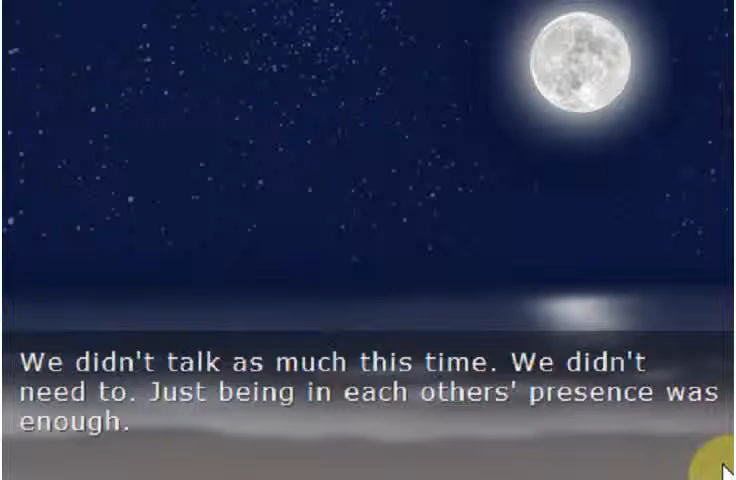 We didn't talk as much this time. We didn't
need to. Just being in each others' presence was
enough.